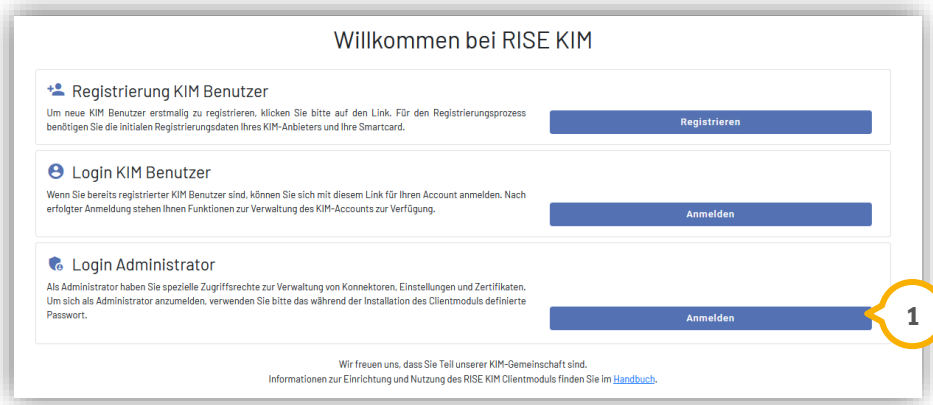 Willkommen bei RISE KIM
Registrierung KIM Benutzer
Um neue KIM Benutzer erstmalig zu registrieren, klicken Sie bitte auf den Link. Für den Registrierungsprozess
benötigen Sie die initialen Registrierungsdaten Ihres KIM-Anbieters und Ihre Smartcard.
Registrieren
Login KIM Benutzer
Wenn Sie bereits registrierter KIM Benutzer sind, können Sie sich mit diesem Link für Ihren Account anmelden. Nach
erfolgter Anmeldung stehen Ihnen Funktionen zur Verwaltung des KIM-Accounts zur Verfügung.
Anmelden
Login Administrator
Als Administrator haben Sie spezielle Zugriffsrechte zur Verwaltung von Konnektoren, Einstellungen und Zertifikaten.
Um sich als Administrator anzumelden, verwenden Sie bitte das während der Installation des Clientmoduls definierte
Passwort.
Anmelden
1
Wir freuen uns, dass Sie Teil unserer KIM-Gemeinschaft sind.
Informationen zur Einrichtung und Nutzung des RISE KIM Clientmoduls finden Sie im Handbuch.